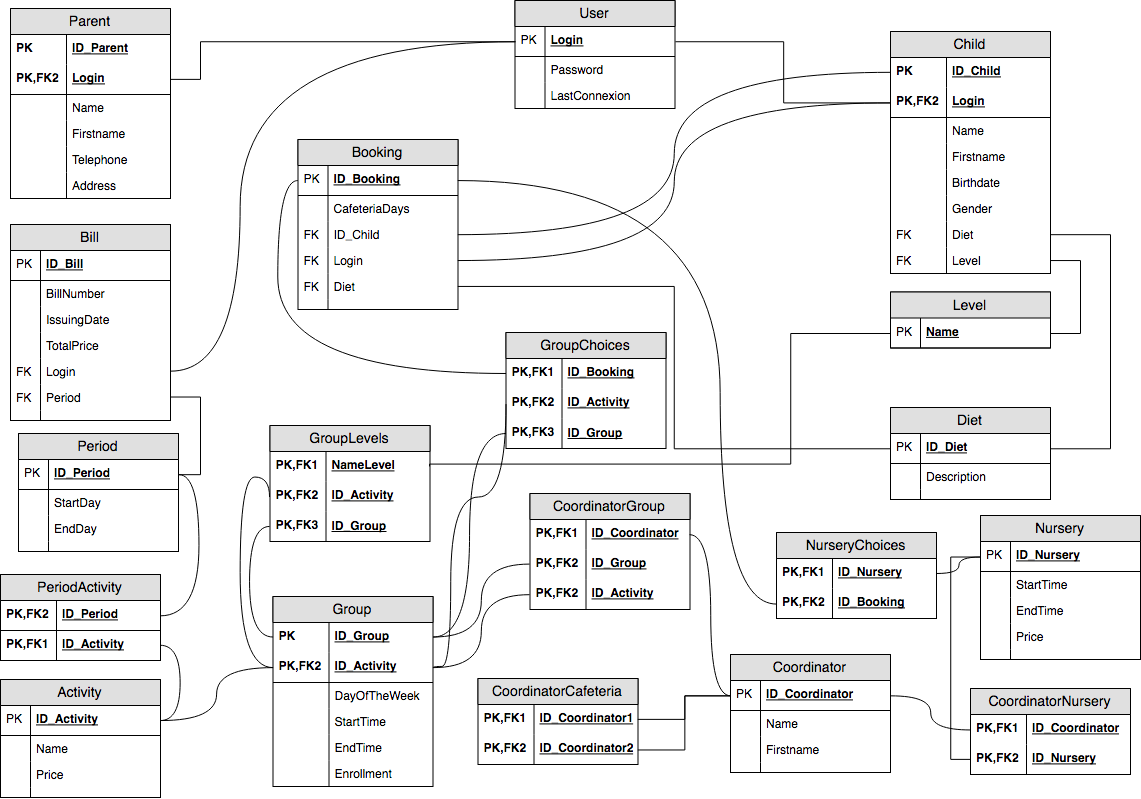 Parent
PK ID_Parent
PK,FK2 Login
Name
Firstname
Telephone
Address
User
PK Login
Password
LastConnexion
Child
PK ID_Child
PK,FK2 Login
Name
Firstname
Birthdate
Gender
FK Diet
FK Level
Booking
PK ID_Booking
CafeteriaDays
FK ID_Child
FK Login
FK Diet
Bill
PK ID_Bill
BillNumber
IssuingDate
TotalPrice
FK Login
FK Period
Level
PK Name
GroupChoices
PK,FK1 ID_Booking
PK,FK2 ID_Activity
PK,FK3 ID_Group
Diet
PK ID_Diet
Description
Period
PK ID_Period
StartDay
EndDay
GroupLevels
PK,FK1 NameLevel
PK,FK2 ID_Activity
PK,FK3 ID_Group
CoordinatorGroup
PK,FK1 ID_Coordinator
PK,FK2 ID_Group
PK,FK2 ID_Activity
NurseryChoices
PK,FK1 ID_Nursery
PK,FK2 ID_Booking
Nursery
PK ID_Nursery
StartTime
EndTime
Price
PeriodActivity
PK,FK2 ID_Period
PK,FK1 ID_Activity
Group
PK ID_Group
PK,FK2 ID_Activity
DayOfTheWeek
StartTime
EndTime
Enrollment
Activity
PK ID_Activity
Name
Price
CoordinatorCafeteria
PK,FK1 ID_Coordinator1
PK,FK2 ID_Coordinator2
Coordinator
PK ID_Coordinator
Name
Firstname
CoordinatorNursery
PK,FK1 ID_Coordinator
PK,FK2 ID_Nursery